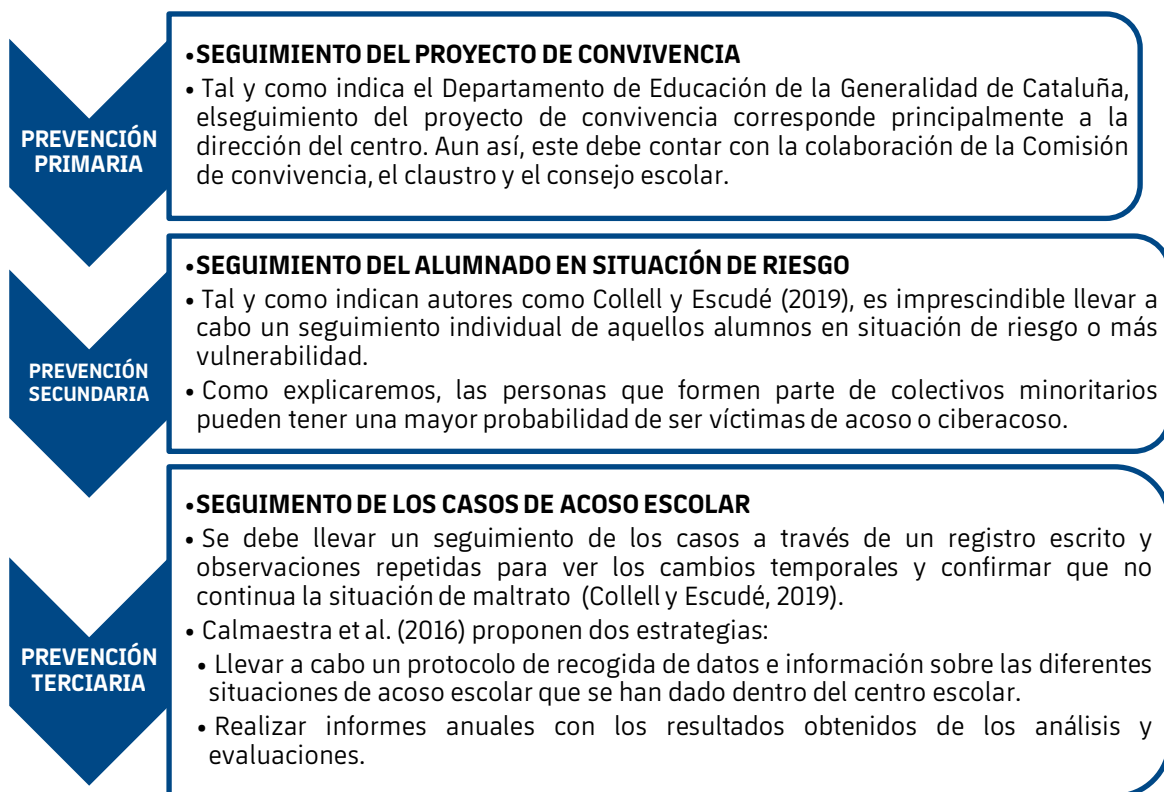 PREVENCIÓN
PRIMARIA
•SEGUIMIENTO DEL PROYECTO DE CONVIVENCIA
• Tal y como indica el Departamento de Educación de la Generalidad de Cataluña,
elseguimiento del proyecto de convivencia corresponde principalmente a la
dirección del centro. Aun así, este debe contar con la colaboración de la Comisión
de convivencia, el claustro y el consejo escolar.
PREVENCIÓN
SECUNDARIA
•SEGUIMIENTO DEL ALUMNADO EN SITUACIÓN DE RIESGO
• Tal y como indican autores como Collell y Escudé (2019), es imprescindible llevar a
cabo un seguimiento individual de aquellos alumnos en situación de riesgo o más
vulnerabilidad.
• Como explicaremos, las personas que formen parte de colectivos minoritarios
pueden tener una mayor probabilidad de ser víctimas de acoso o ciberacoso.
PREVENCIÓN
TERCIARIA
•SEGUIMENTO DE LOS CASOS DE ACOSO ESCOLAR
• Se debe llevar un seguimiento de los casos a través de un registro escrito y
observaciones repetidas para ver los cambios temporales y confirmar que no
continua la situación de maltrato (Collell y Escudé, 2019).
• Calmaestra et al. (2016) proponen dos estrategias:
• Llevar a cabo un protocolo de recogida de datos e información sobre las diferentes
situaciones de acoso escolar que se han dado dentro del centro escolar.
• Realizar informes anuales con los resultados obtenidos de los análisis y
evaluaciones.